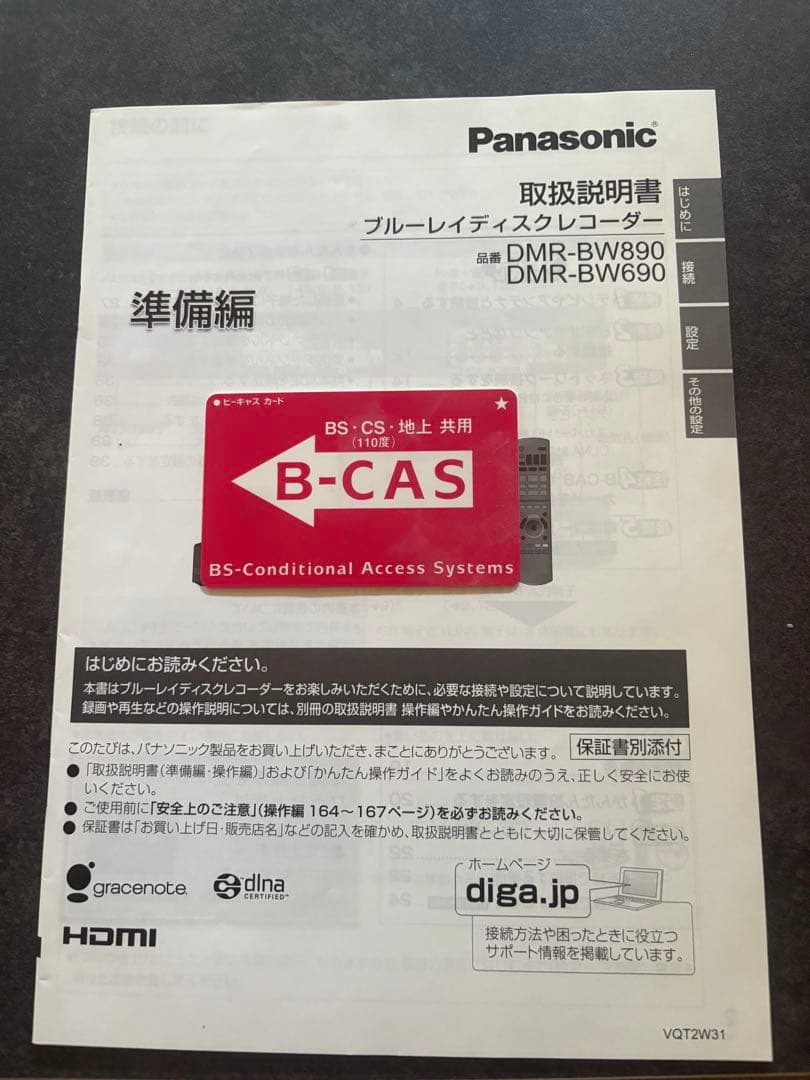 Panasonic®
取扱説明書
ブルーレイディスクレコーダー
品番 DMR-BW890
DMR-BW690
準備編
はじめに
接続
設定
その他の設定
●ビーキャス カード
★
BS・CS・地上 共用
(110度)
B-CAS
BS-Conditional Access Systems
はじめにお読みください。
本書はブルーレイディスクレコーダーをお楽しみいただくために、必要な接続や設定について説明しています。
録画や再生などの操作説明については、別冊の取扱説明書 操作編やかんたん操作ガイドをお読みください。
このたびは、パナソニック製品をお買い上げいただき、まことにありがとうございます。
保証書別添付
●「取扱説明書(準備編・操作編)」および「かんたん操作ガイド」をよくお読みのうえ、正しく安全にお使
いください。
●ご使用前に「安全上のご注意」(操作編 164～167ページ)を必ずお読みください。
●保証書は「お買い上げ日・販売店名」などの記入を確かめ、取扱説明書とともに大切に保管してください。
gracenote.
dlna
CERTIFIED™
HDMI
ホームページ
diga.jp
接続方法や困ったときに役立つ
サポート情報を掲載しています。
VQT2W31